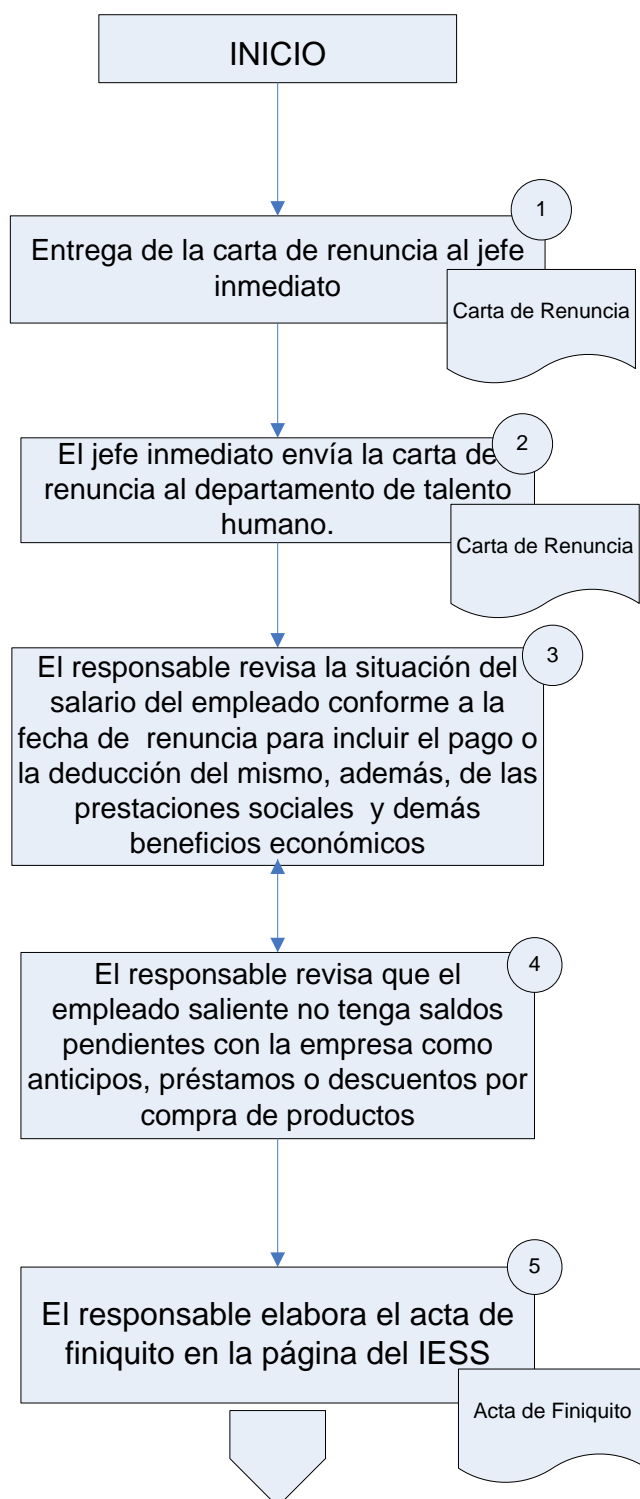 INICIO
1
Entrega de la carta de renuncia al jefe
inmediato
Carta de Renuncia
2
El jefe inmediato envía la carta de
renuncia al departamento de talento
humano.
Carta de Renuncia
3
El responsable revisa la situación del
salario del empleado conforme a la
fecha de renuncia para incluir el pago o
la deducción del mismo, además, de las
prestaciones sociales y demás
beneficios económicos
4
El responsable revisa que el
empleado saliente no tenga saldos
pendientes con la empresa como
anticipos, préstamos o descuentos por
compra de productos
5
El responsable elabora el acta de
finiquito en la página del IESS
Acta de Finiquito